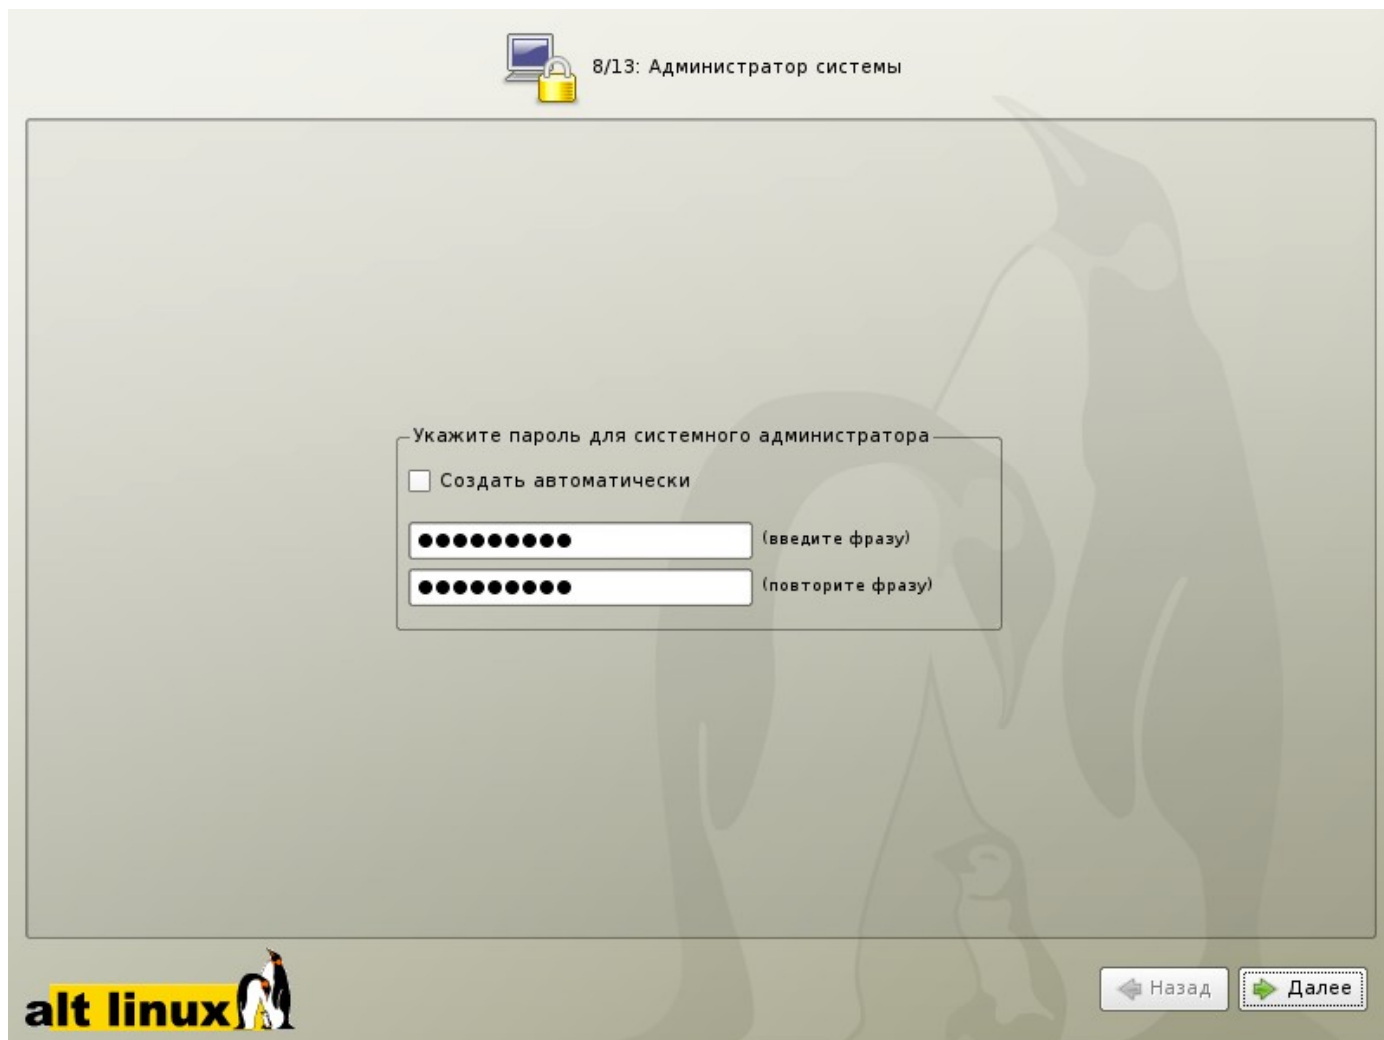 8/13: Администратор системы
Укажите пароль для системного администратора
Создать автоматически
●●●●●●●●● (введите фразу)
●●●●●●●●● (повторите фразу)
alt linux
Назад
Далее